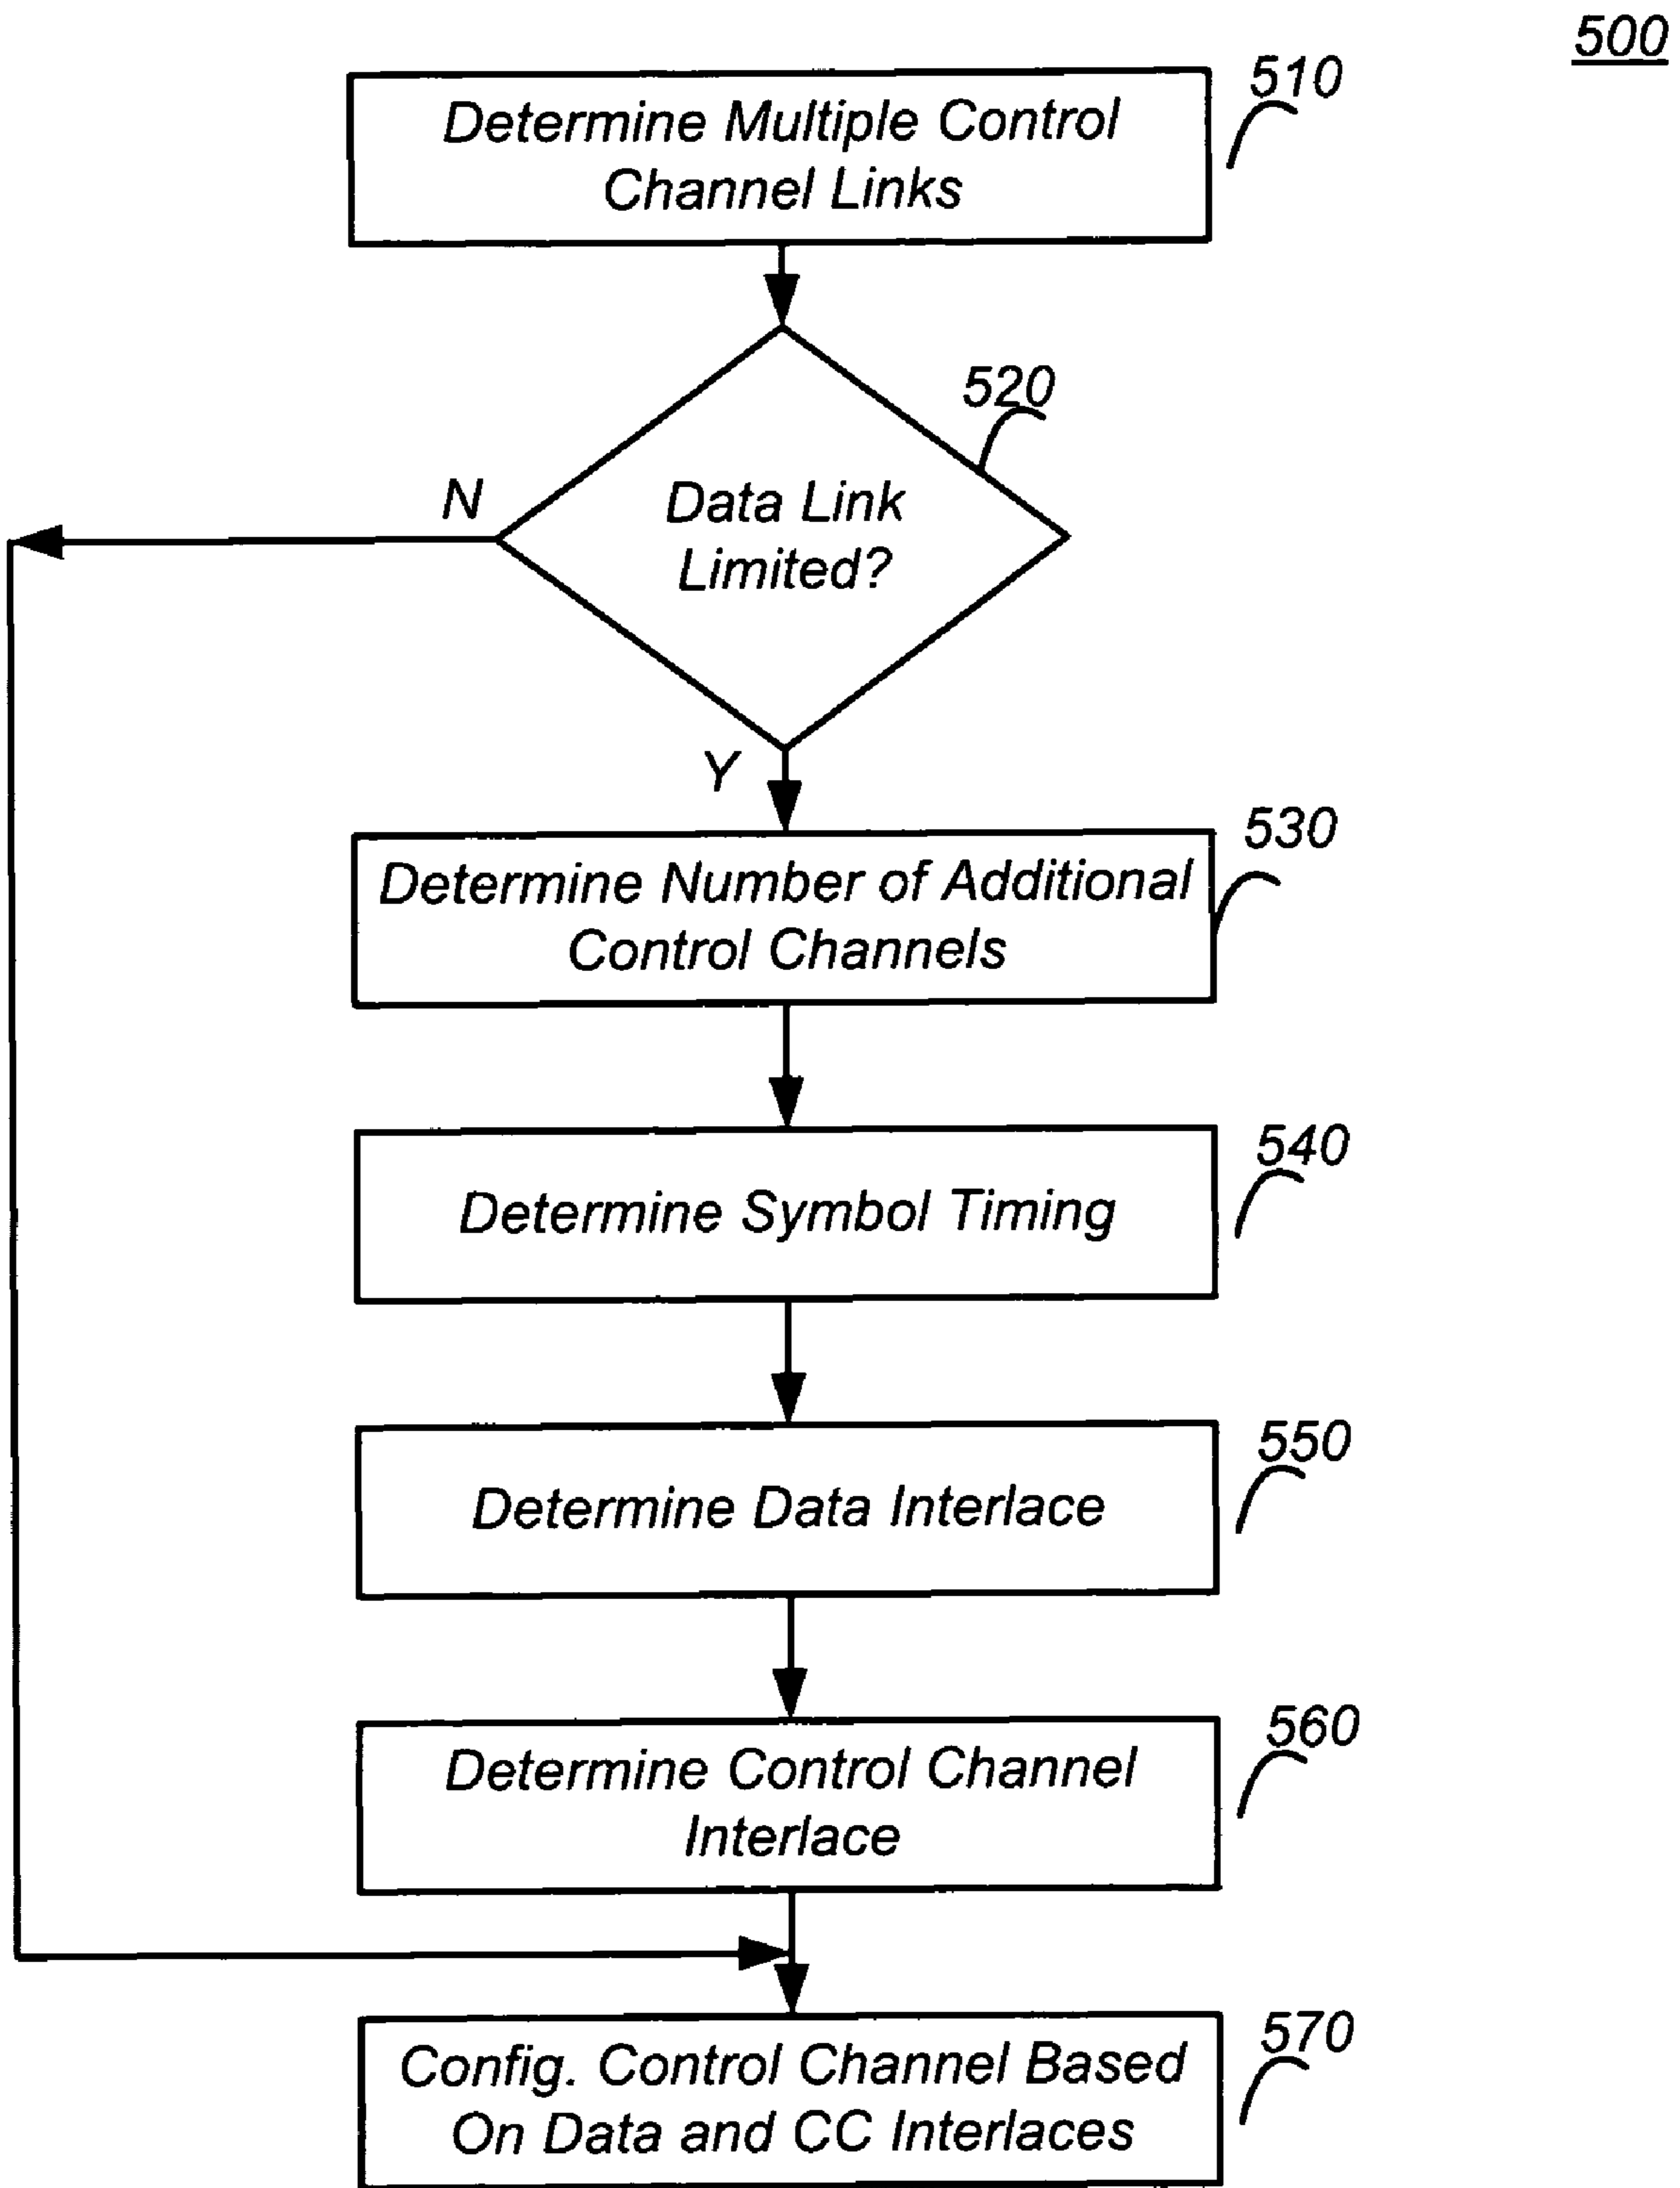 500
510
Determine Multiple Control
Channel Links
520
N
Data Link
Limited?
Y
530
Determine Number of Additional
Control Channels
540
Determine Symbol Timing
550
Determine Data Interlace
560
Determine Control Channel
Interlace
570
Config. Control Channel Based
On Data and CC Interlaces